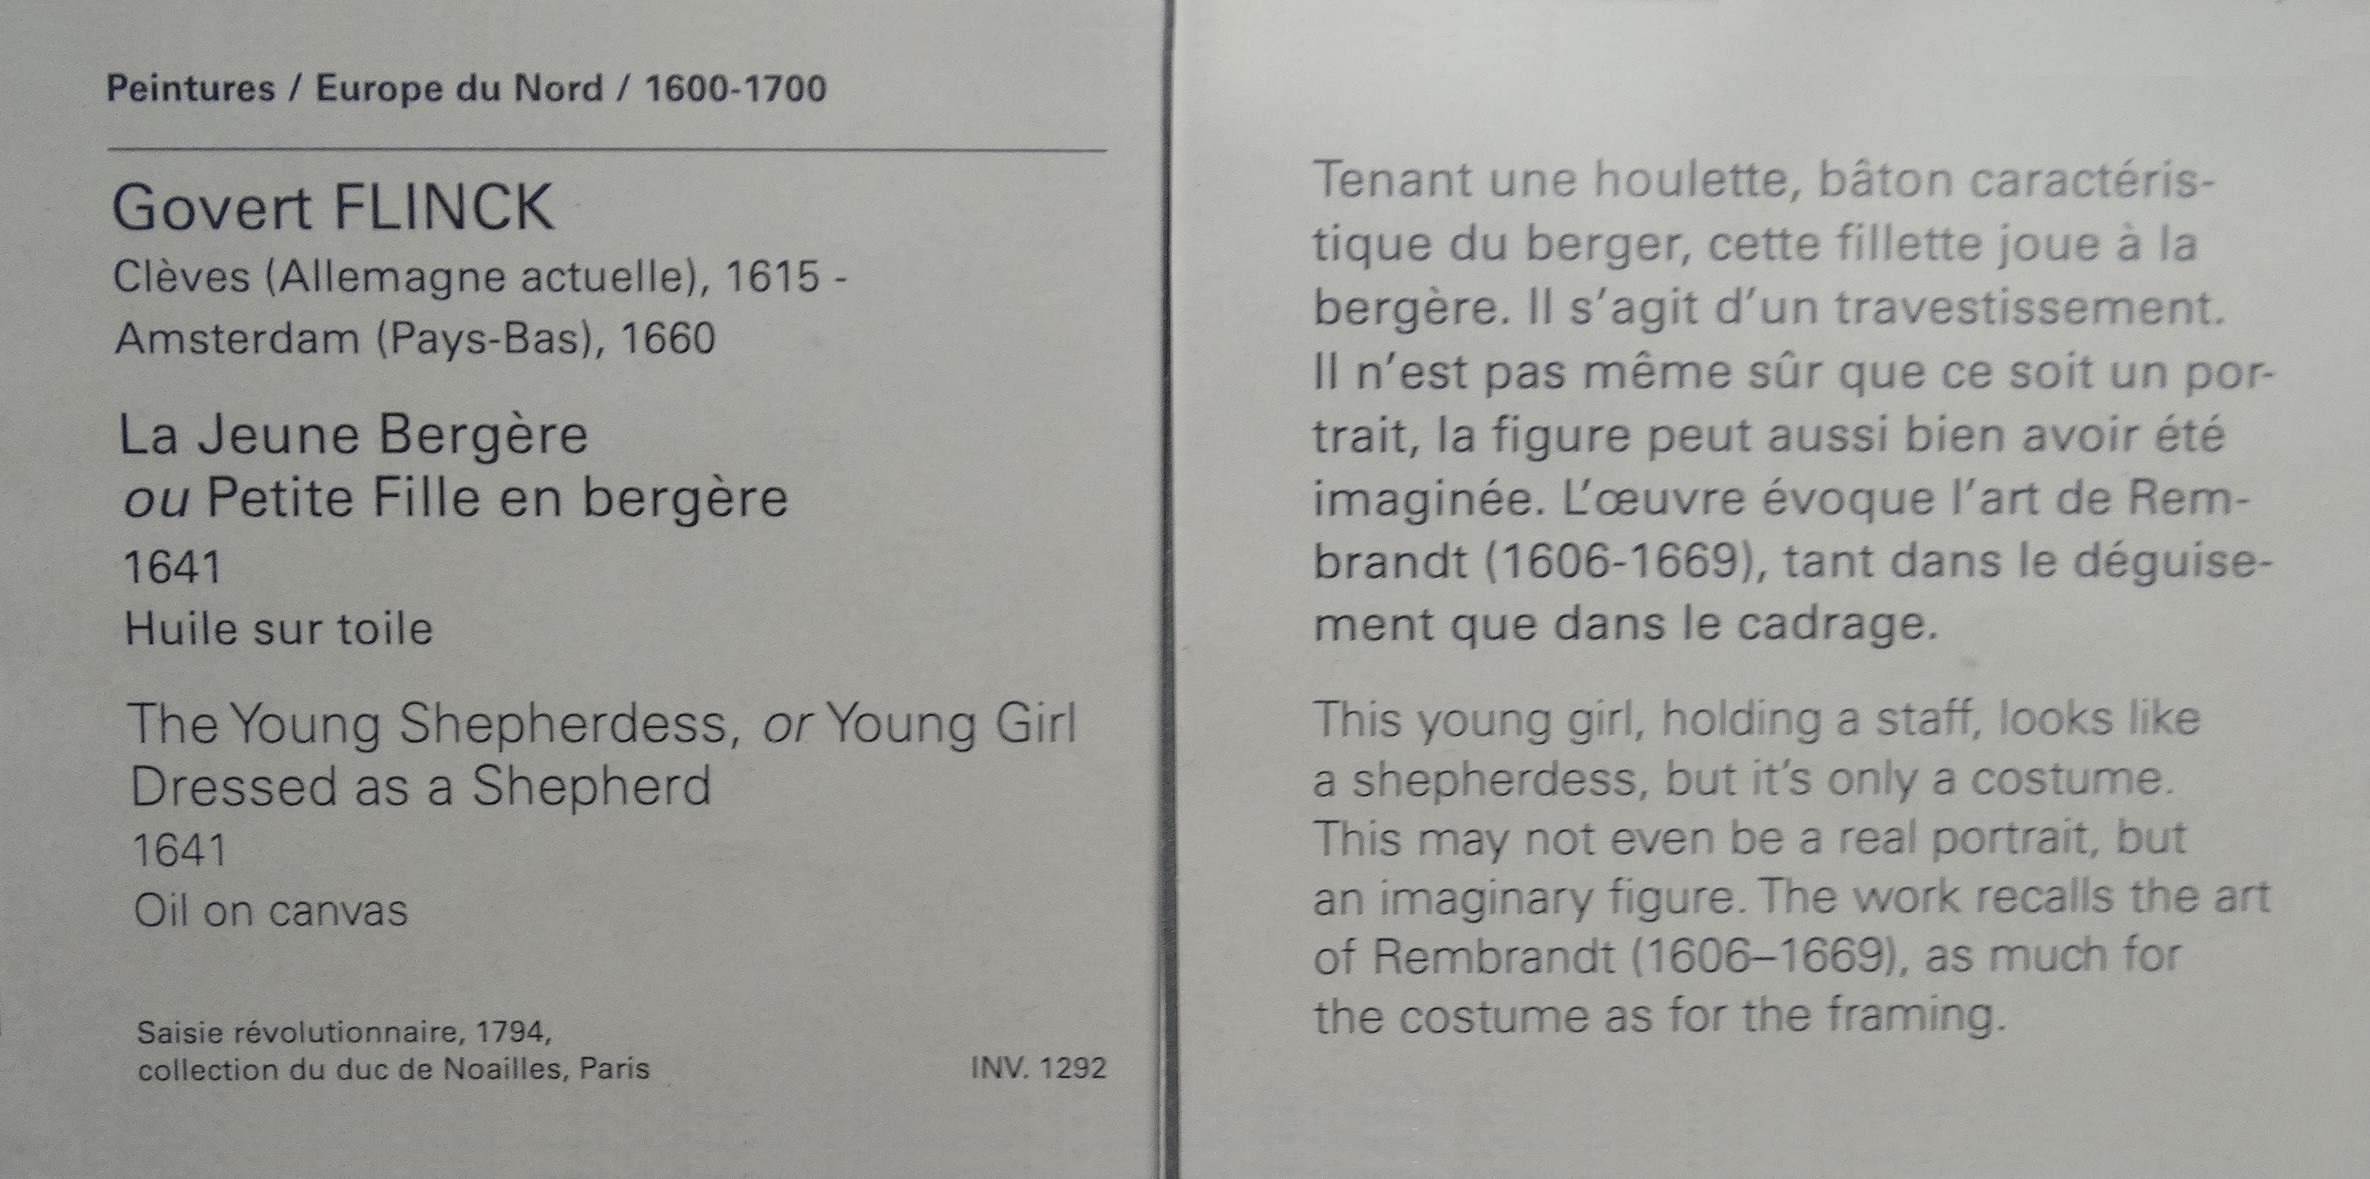 Peintures / Europe du Nord / 1600-1700
Govert FLINCK
Clèves (Allemagne actuelle), 1615 -
Amsterdam (Pays-Bas), 1660
La Jeune Bergère
ou Petite Fille en bergère
1641
Huile sur toile
The Young Shepherdess, or Young Girl
Dressed as a Shepherd
1641
Oil on canvas
Saisie révolutionnaire, 1794,
collection du duc de Noailles, Paris
INV. 1292
Tenant une houlette, bâton caractéris-
tique du berger, cette fillette joue à la
bergère. Il s’agit d’un travestissement.
Il n’est pas même sûr que ce soit un por-
trait, la figure peut aussi bien avoir été
imaginée. L’œuvre évoque l’art de Rem-
brandt (1606-1669), tant dans le déguise-
ment que dans le cadrage.
This young girl, holding a staff, looks like
a shepherdess, but it’s only a costume.
This may not even be a real portrait, but
an imaginary figure. The work recalls the art
of Rembrandt (1606–1669), as much for
the costume as for the framing.